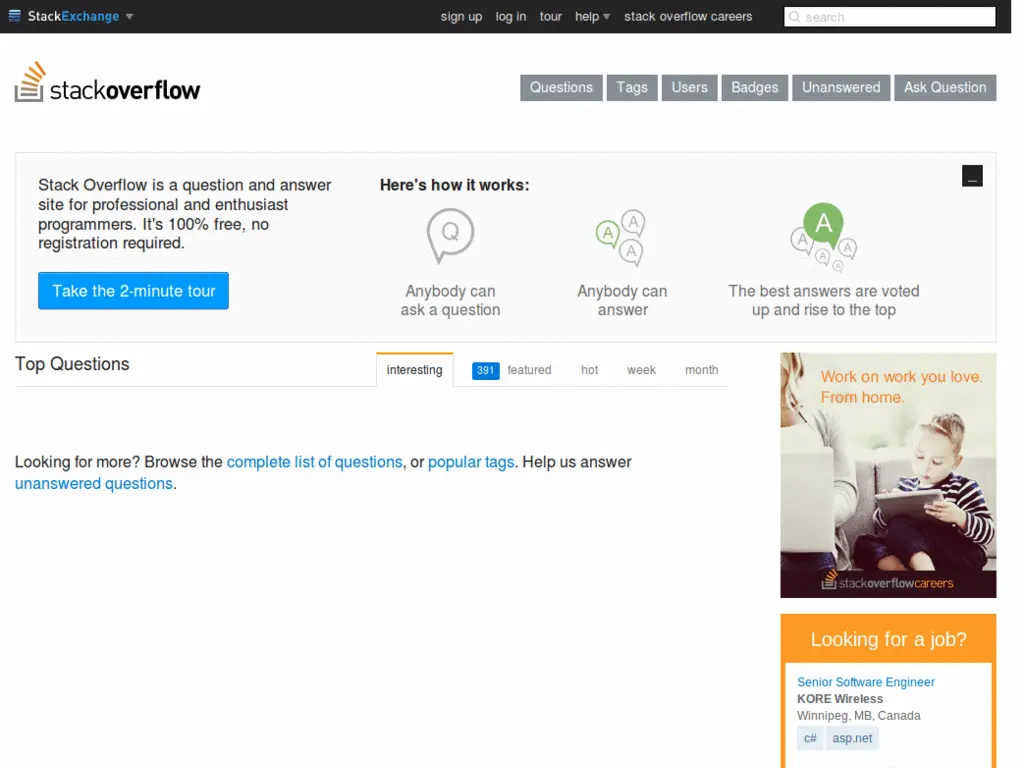 StackExchange
sign up log in tour help stack overflow careers
search
stackoverflow
Questions Tags Users Badges Unanswered Ask Question
Stack Overflow is a question and answer
site for professional and enthusiast
programmers. It's 100% free, no
registration required.
Take the 2-minute tour
Here's how it works:
_
Q
Anybody can
ask a question
A A A
Anybody can
answer
A A A A A
The best answers are voted
up and rise to the top
Top Questions
interesting 391 featured hot week month
Looking for more? Browse the complete list of questions, or popular tags. Help us answer
unanswered questions.
Work on work you love.
From home.
stackoverflowcareers
Looking for a job?
Senior Software Engineer
KORE Wireless
Winnipeg, MB, Canada
c# asp.net